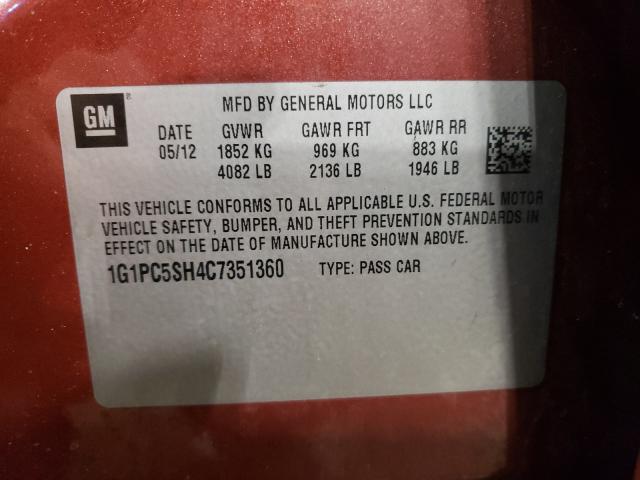 GM
MFD BY GENERAL MOTORS LLC
DATE GVWR GAWR FRT GAWR RR
05/12 1852 KG 969 KG 883 KG
4082 LB 2136 LB 1946 LB
THIS VEHICLE CONFORMS TO ALL APPLICABLE U.S. FEDERAL MOTOR
VEHICLE SAFETY, BUMPER, AND THEFT PREVENTION STANDARDS IN
EFFECT ON THE DATE OF MANUFACTURE SHOWN ABOVE.
1G1PC5SH4C7351360 TYPE: PASS CAR